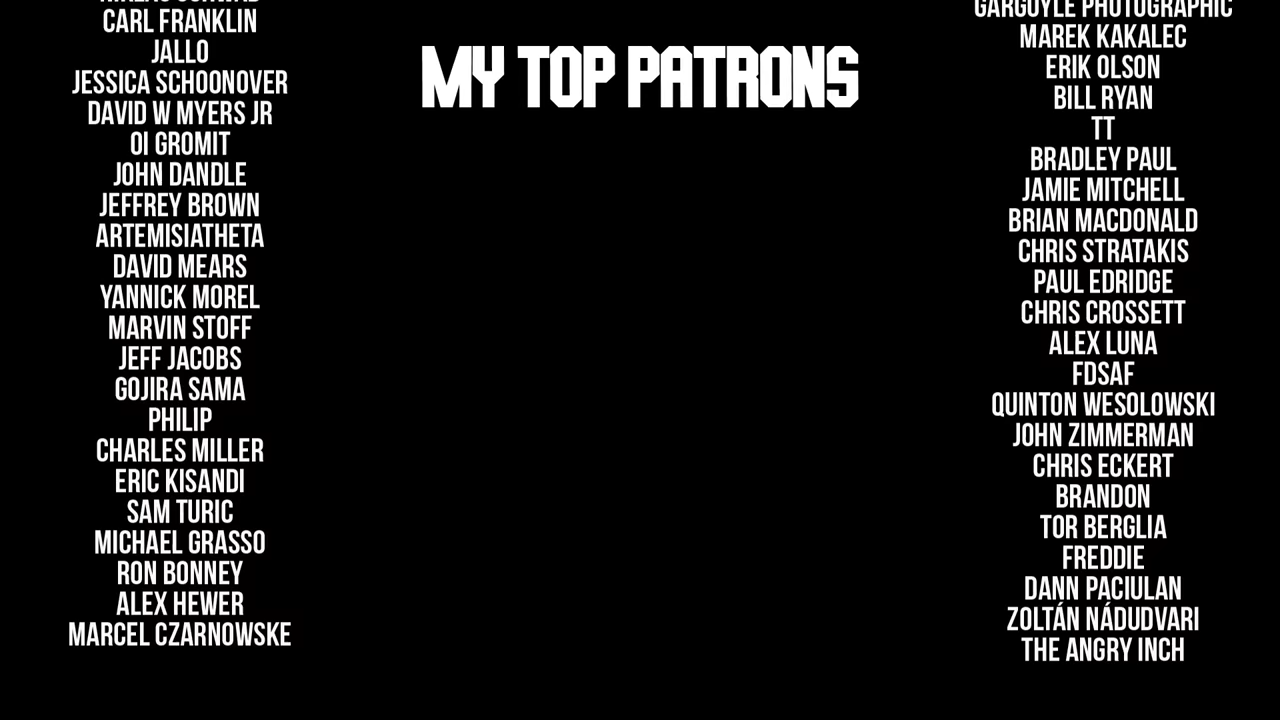 MY TOP PATRONS
CARL FRANKLIN
JALLO
JESSICA SCHOONOVER
DAVID W MYERS JR
OI GROMIT
JOHN DANDLE
JEFFREY BROWN
ARTEMISIATHETA
DAVID MEARS
YANNICK MOREL
MARVIN STOFF
JEFF JACOBS
GOJIRA SAMA
PHILIP
CHARLES MILLER
ERIC KISANDI
SAM TURIC
MICHAEL GRASSO
RON BONNEY
ALEX HEWER
MARCEL CZARNOWSKE
GARGOYLE PHOTOGRAPHIC
MAREK KAKALEC
ERIK OLSON
BILL RYAN
TT
BRADLEY PAUL
JAMIE MITCHELL
BRIAN MACDONALD
CHRIS STRATAKIS
PAUL EDRIDGE
CHRIS CROSSETT
ALEX LUNA
FDSAF
QUINTON WESOLOWSKI
JOHN ZIMMERMAN
CHRIS ECKERT
BRANDON
TOR BERGLIA
FREDDIE
DANN PACIULAN
ZOLTÁN NÁDUDVARI
THE ANGRY INCH